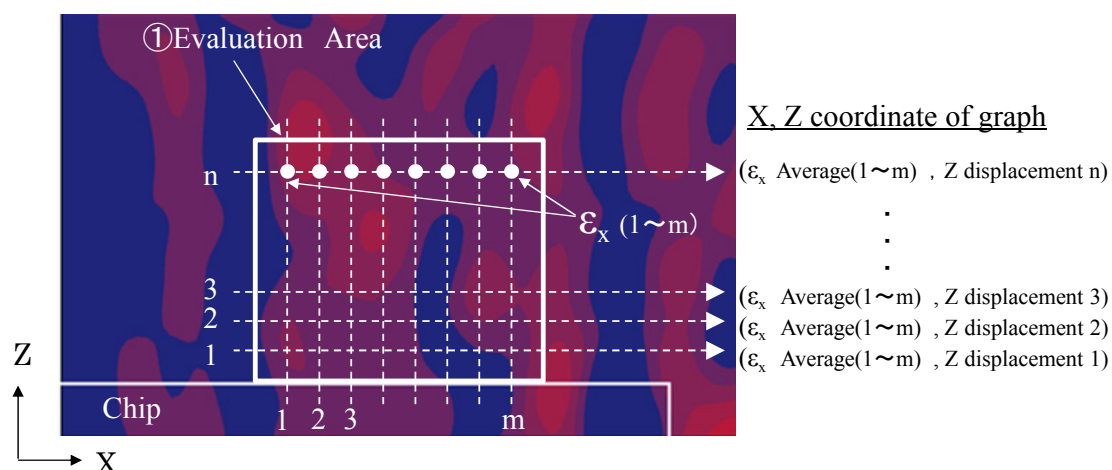 ①Evaluation Area
X, Z coordinate of graph
n
(εx Average(1～m) , Z displacement n)
εx (1～m)
・
・
・
3
(εx Average(1～m) , Z displacement 3)
2
(εx Average(1～m) , Z displacement 2)
1
(εx Average(1～m) , Z displacement 1)
Z
Chip
1 2 3 m
X